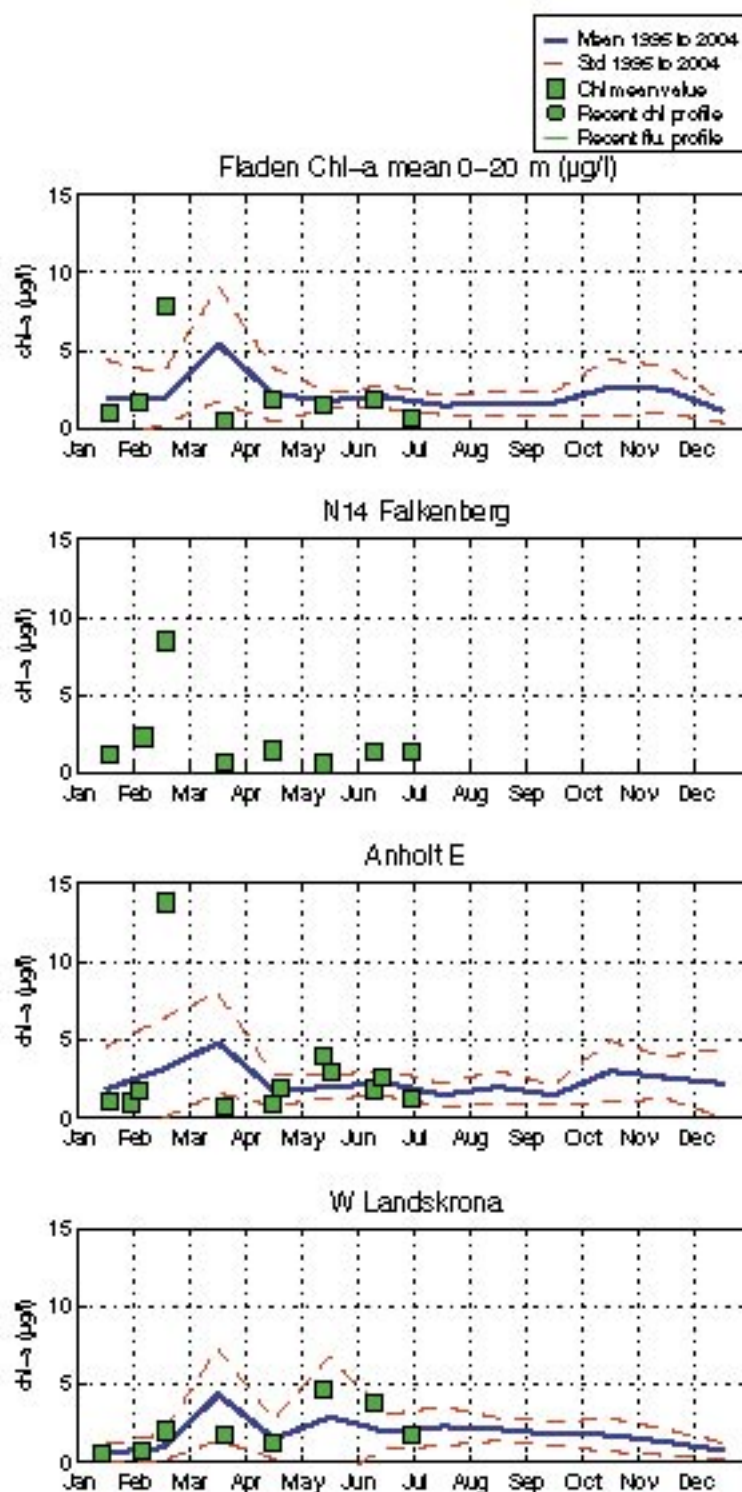 Mean 1995 to 2004
Std 1995 to 2004
Chl mean value
Recent chl profile
Recent flu. profile
Fladen Chl-a mean 0-20 m (µg/l)
chl-a (µg/l)
15
10
5
0
Jan Feb Mar Apr May Jun Jul Aug Sep Oct Nov Dec
N14 Falkenberg
chl-a (µg/l)
15
10
5
0
Jan Feb Mar Apr May Jun Jul Aug Sep Oct Nov Dec
Anholt E
chl-a (µg/l)
15
10
5
0
Jan Feb Mar Apr May Jun Jul Aug Sep Oct Nov Dec
W Landskrona
chl-a (µg/l)
15
10
5
0
Jan Feb Mar Apr May Jun Jul Aug Sep Oct Nov Dec